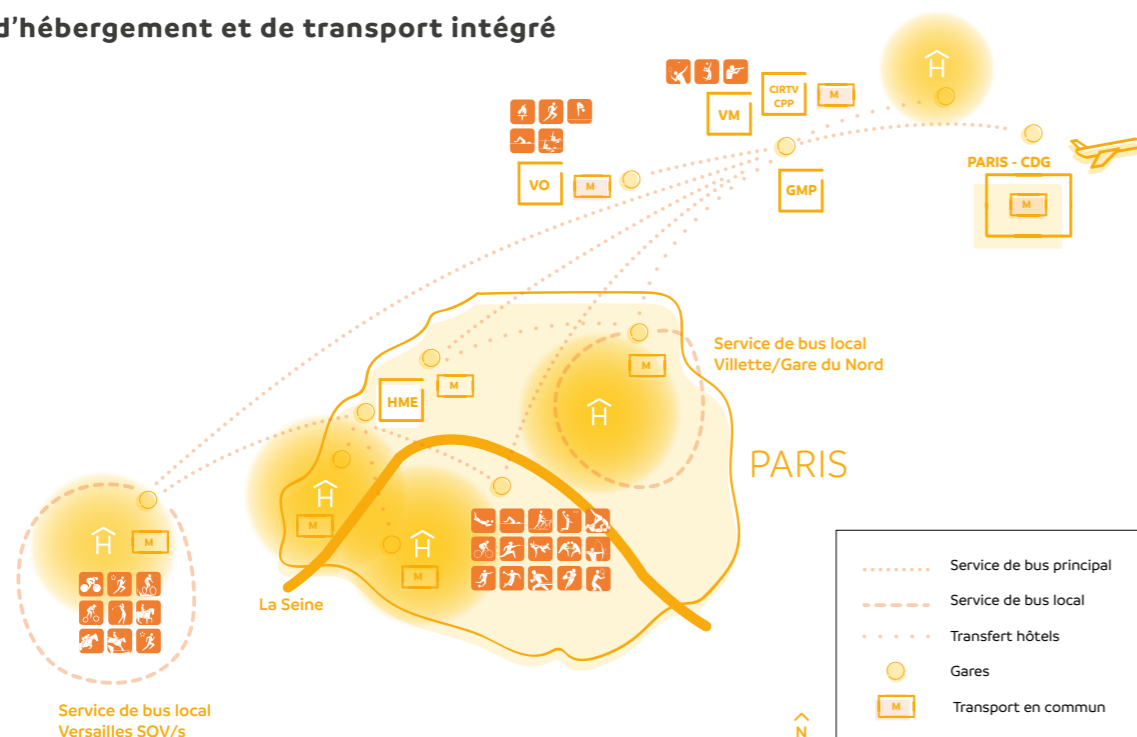 d'hébergement et de transport intégré
H
CIRTV
CPP
M
VM
PARIS - CDG
VO
M
GMP
M
Service de bus local
Villette/Gare du Nord
M
M
HME
H
PARIS
H
M
H
M
H
M
La Seine
Service de bus local
Versailles SOV/s
Service de bus principal
Service de bus local
Transfert hôtels
Gares
M
Transport en commun
N